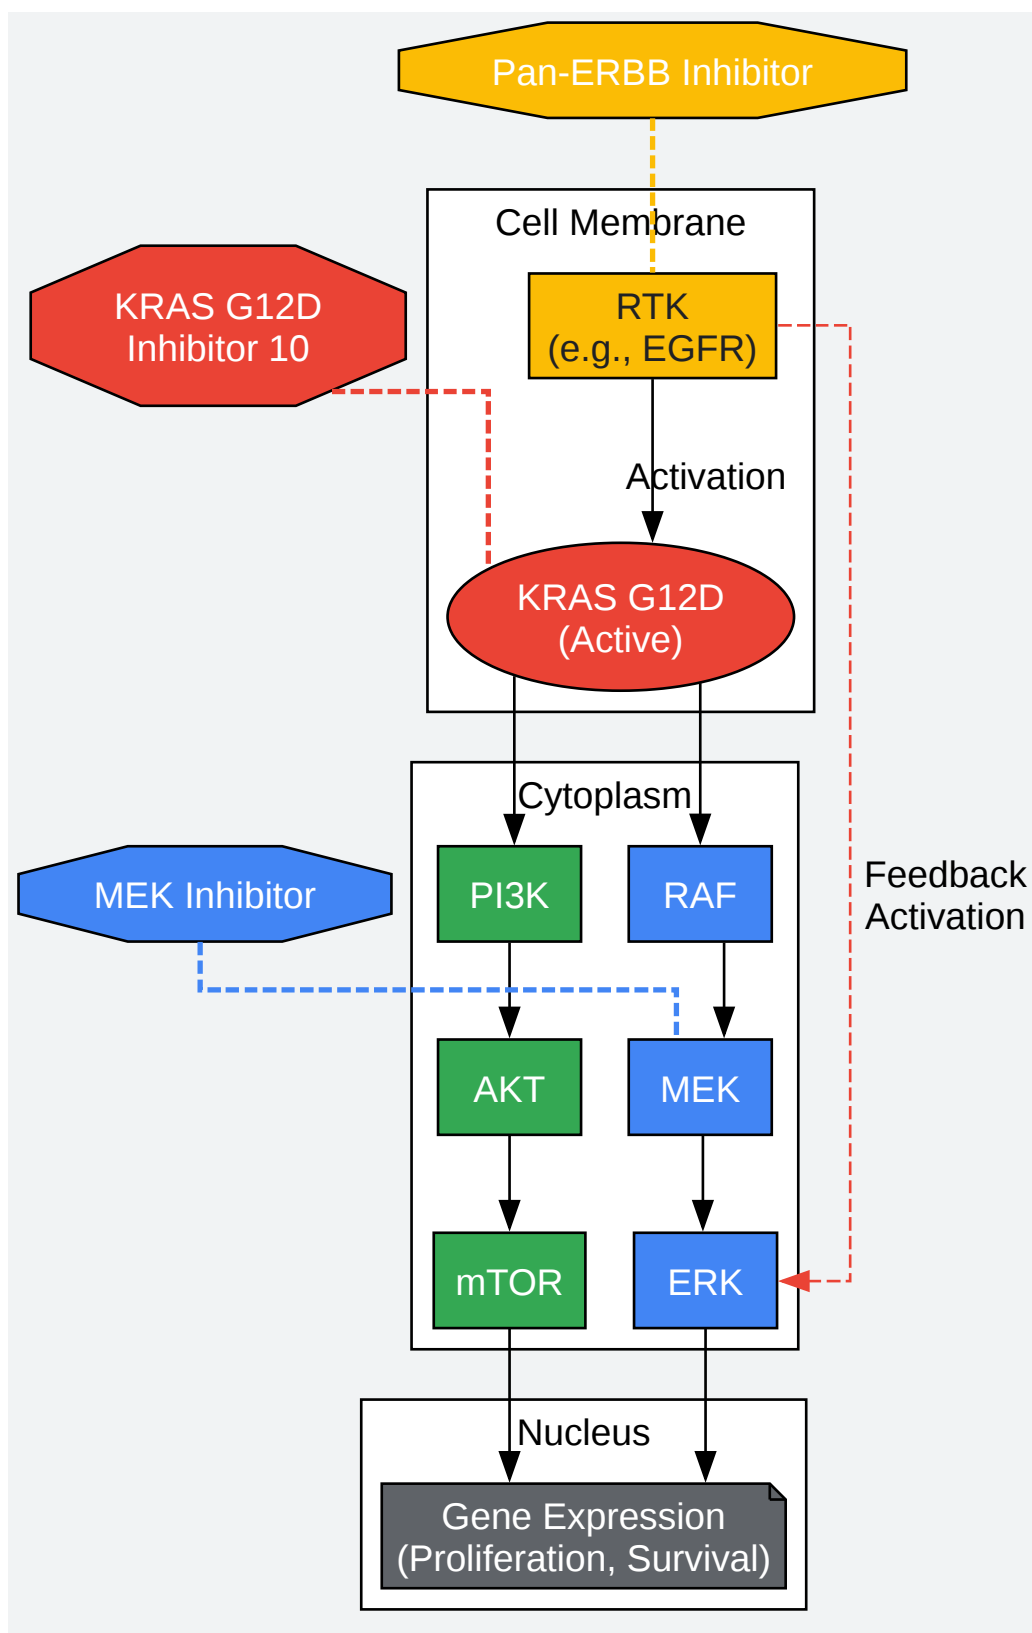 Pan-ERBB Inhibitor
Cell Membrane
KRAS G12D
Inhibitor 10
RTK
(e.g., EGFR)
Activation
KRAS G12D
(Active)
Cytoplasm
MEK Inhibitor
PI3K
RAF
Feedback
Activation
AKT
MEK
mTOR
ERK
Nucleus
Gene Expression
(Proliferation, Survival)